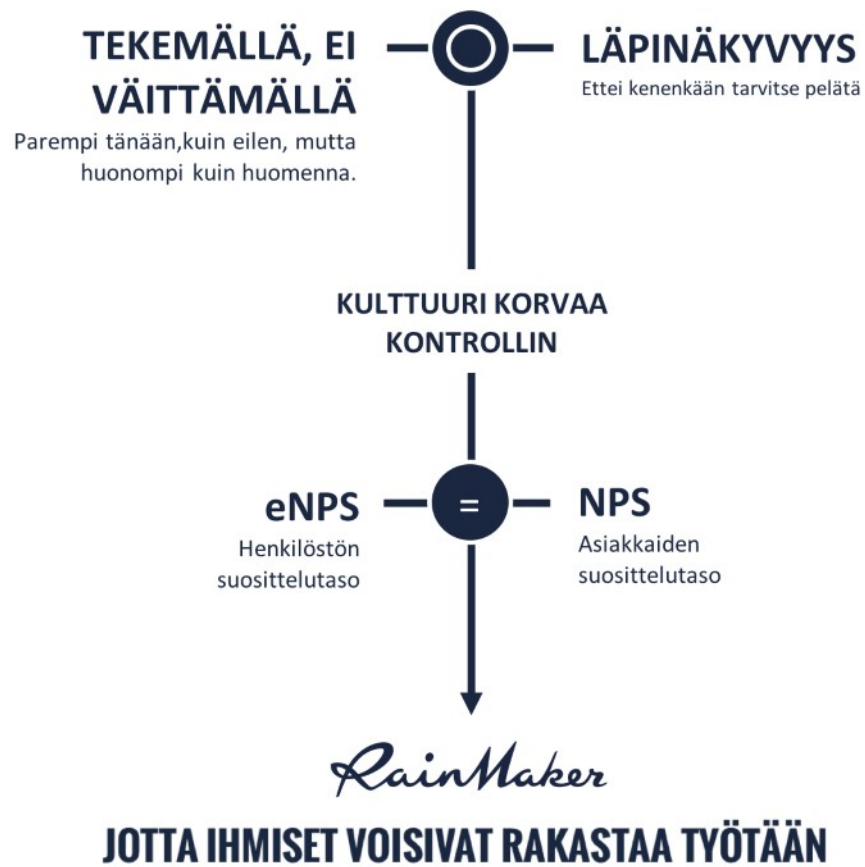 TEKEMÄLLÄ, EI
VÄITTÄMÄLLÄ
Parempi tänään,kuin eilen, mutta
huonompi kuin huomenna.
LÄPINÄKYVYYS
Ettei kenenkään tarvitse pelätä
KULTTUURI KORVAA
KONTROLLIN
eNPS
Henkilöstön
suosittelutaso
=
NPS
Asiakkaiden
suosittelutaso
RainMaker
JOTTA IHMISET VOISIVAT RAKASTAA TYÖTÄÄN